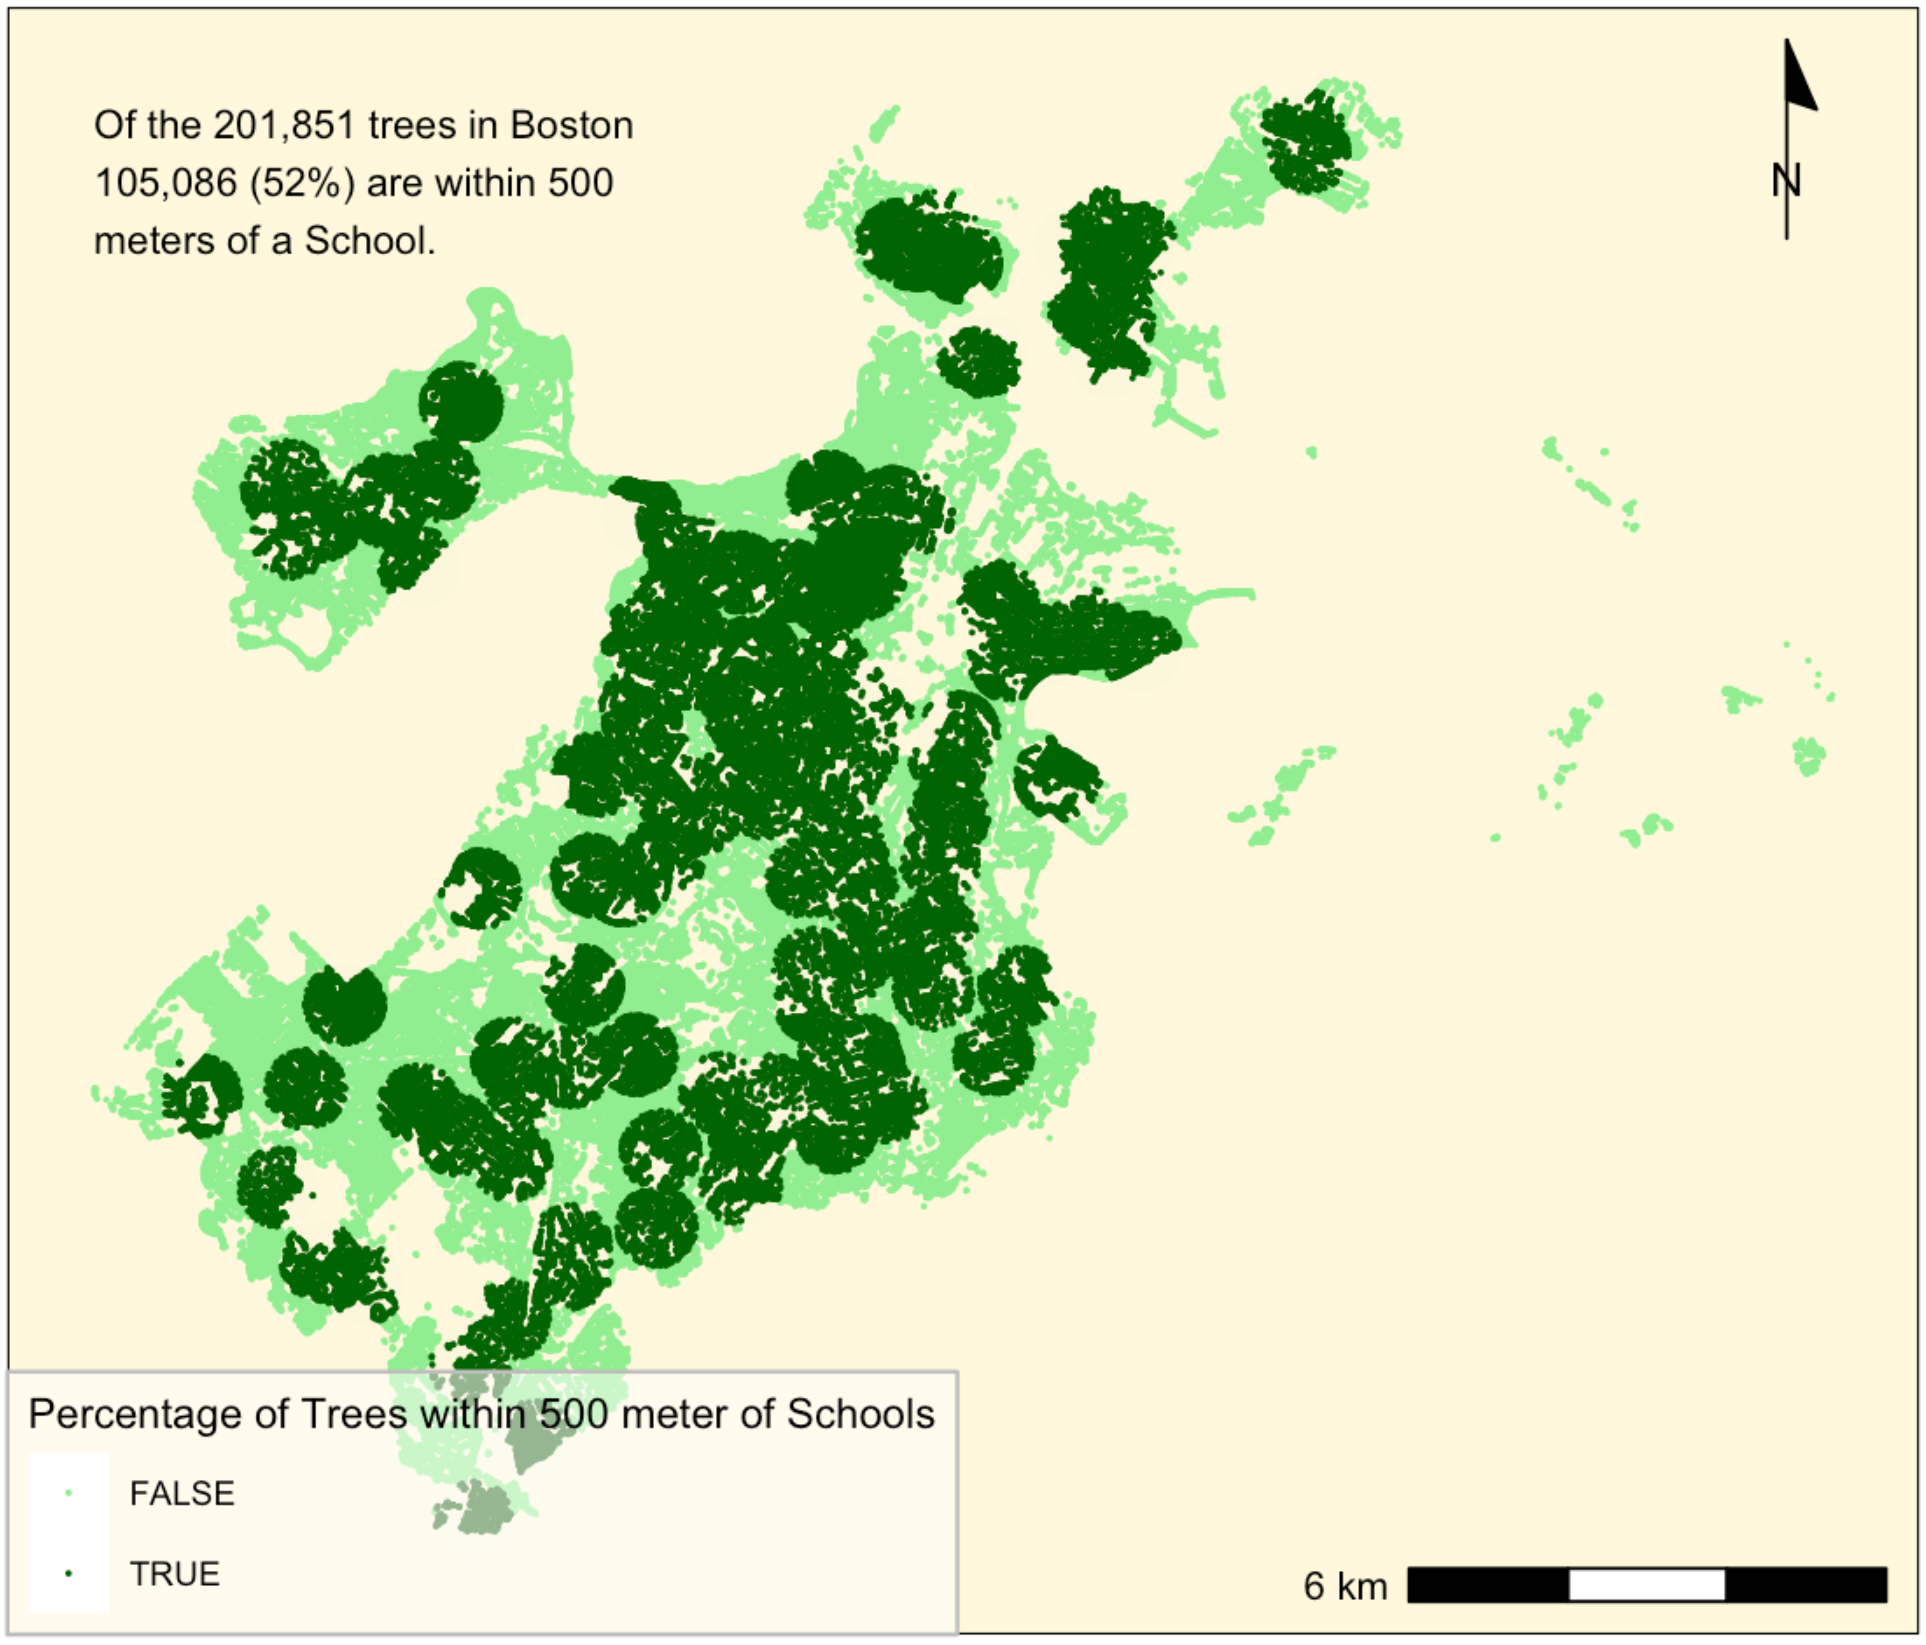 Of the 201,851 trees in Boston
105,086 (52%) are within 500
meters of a School.
N
Percentage of Trees within 500 meter of Schools
FALSE
TRUE
6 km